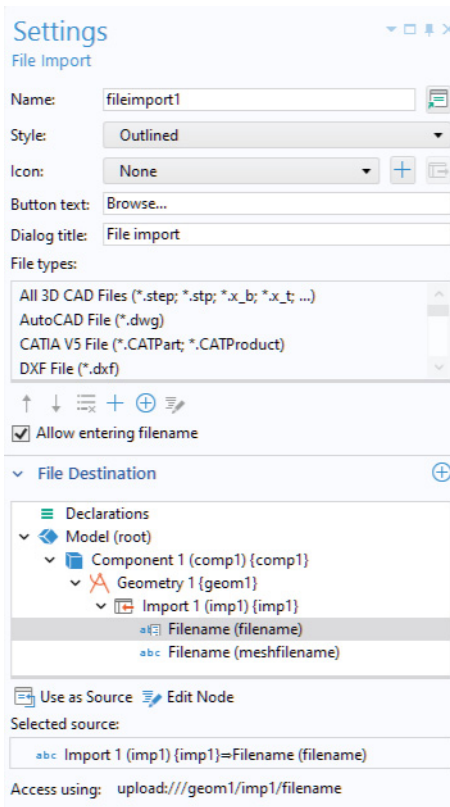 Settings
File Import
Name: fileimport1
Style: Outlined
Icon: None
Button text: Browse...
Dialog title: File import
File types:
All 3D CAD Files (*.step; *.stp; *.x_b; *.x_t; ...)
AutoCAD File (*.dwg)
CATIA V5 File (*.CATPart; *.CATProduct)
DXF File (*.dxf)
Allow entering filename
File Destination
Declarations
Model (root)
Component 1 (comp1) {comp1}
Geometry 1 {geom1}
Import 1 (imp1) {imp1}
Filename (filename)
abc Filename (meshfilename)
Use as Source Edit Node
Selected source:
abc Import 1 (imp1) {imp1}⇒Filename (filename)
Access using: upload:///geom1/imp1/filename